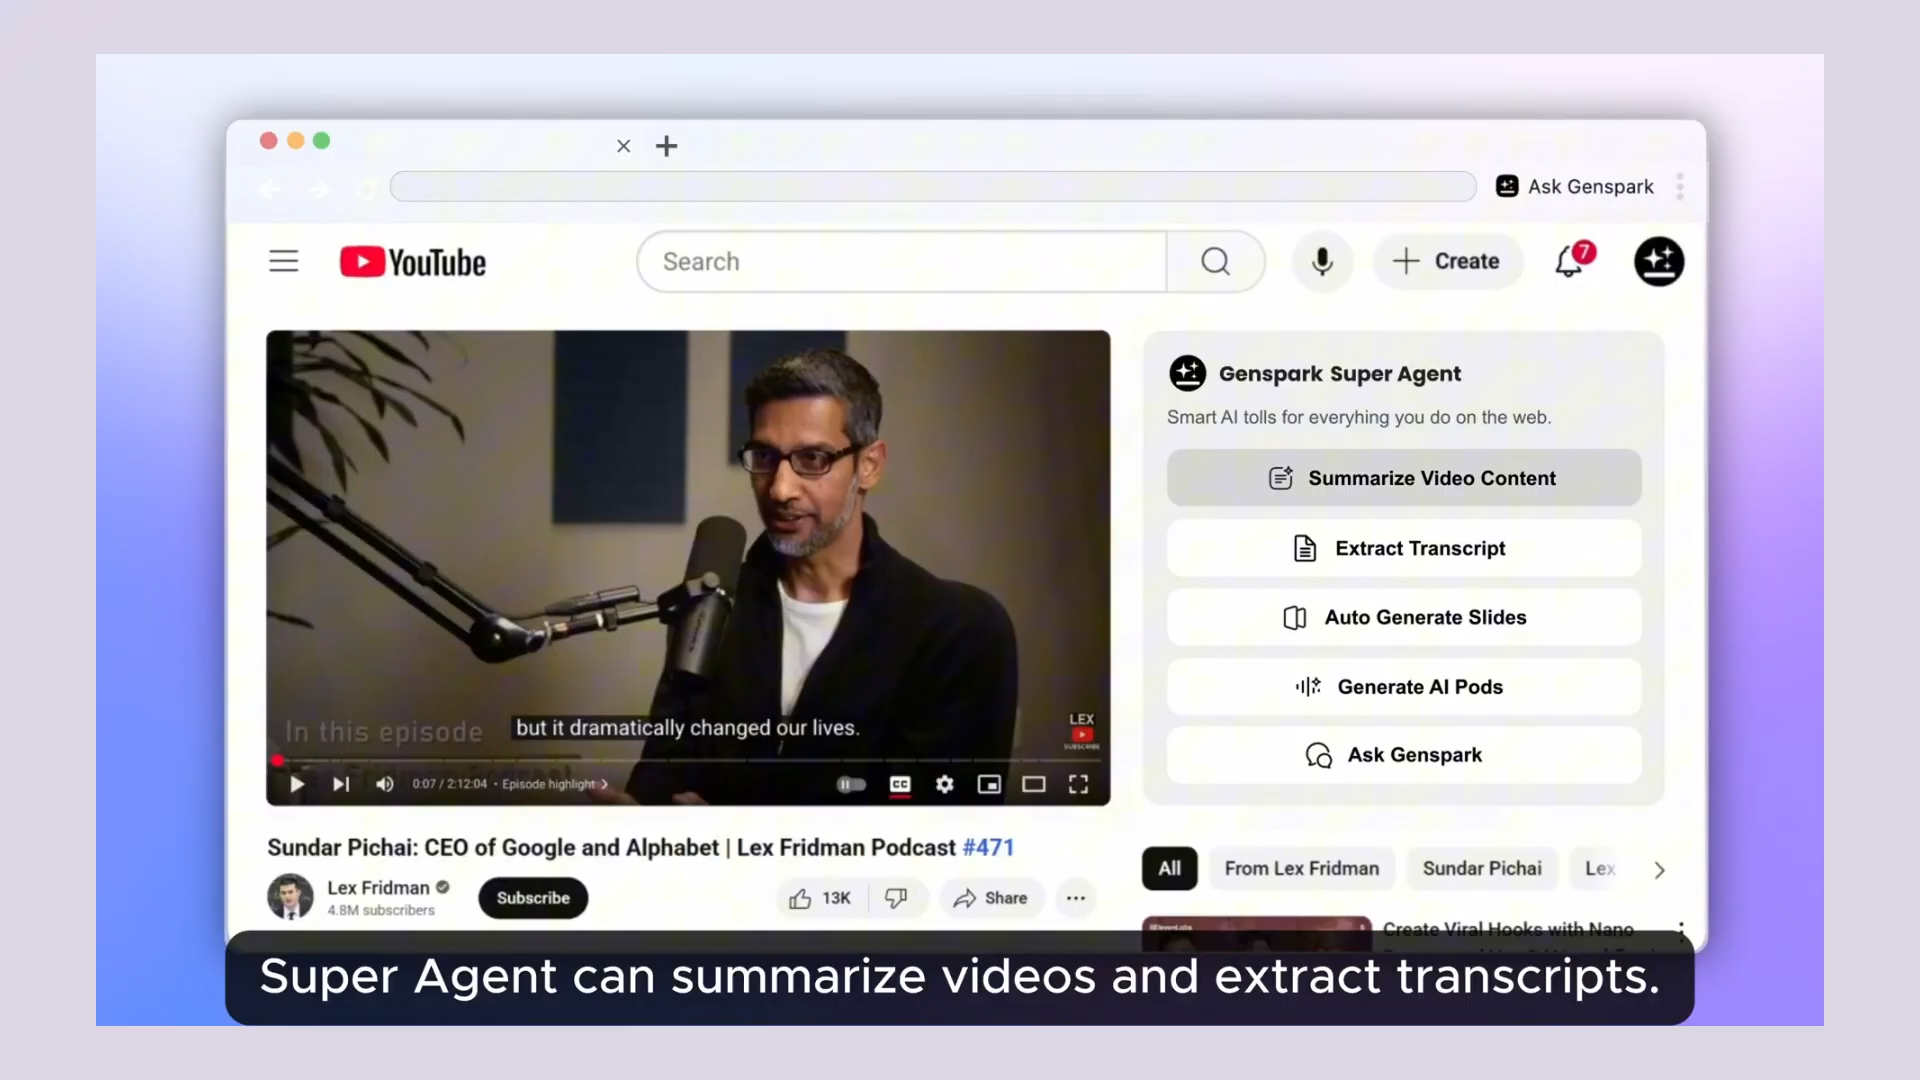 Ask Genspark
YouTube
Search
Create
7
Genspark Super Agent
Smart AI tolls for everyhing you do on the web.
Summarize Video Content
Extract Transcript
Auto Generate Slides
Generate AI Pods
Ask Genspark
In this episode
but it dramatically changed our lives.
LEX
SUBSCRIBE
0:07 / 2:12:04 • Episode highlight
CC
Sundar Pichai: CEO of Google and Alphabet | Lex Fridman Podcast #471
Lex Fridman
4.8M subscribers
Subscribe
13K
Share
All
From Lex Fridman
Sundar Pichai
Lex
Create Viral Hooks with Nano
Super Agent can summarize videos and extract transcripts.